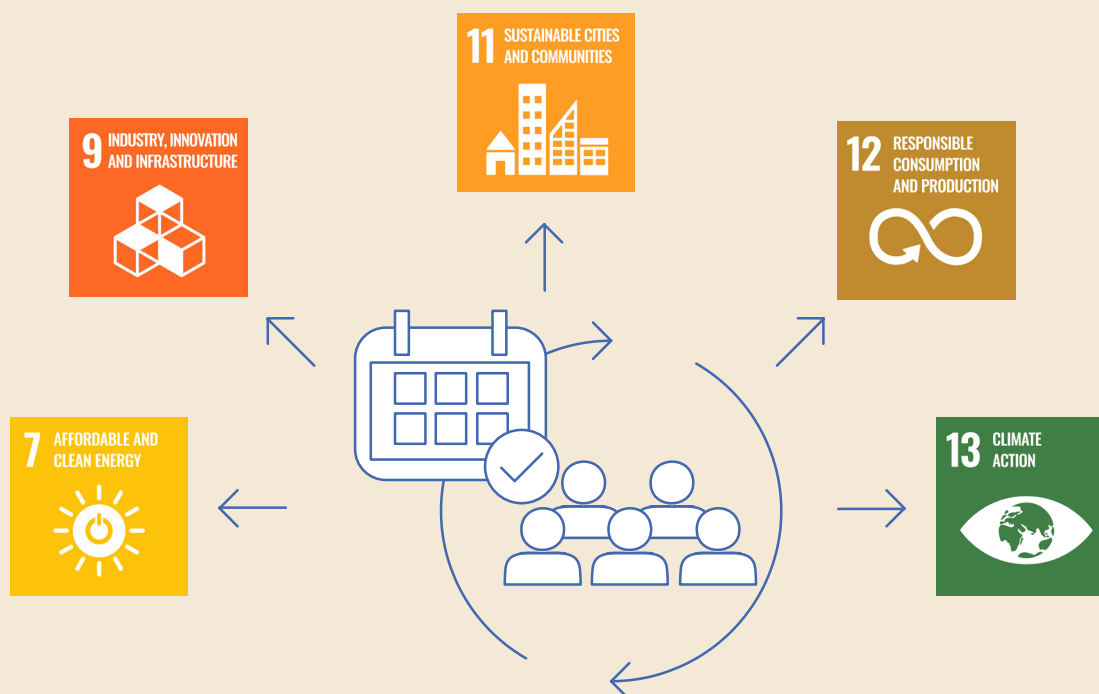 11 SUSTAINABLE CITIES
AND COMMUNITIES
9 INDUSTRY, INNOVATION
AND INFRASTRUCTURE
12 RESPONSIBLE
CONSUMPTION
AND PRODUCTION
7 AFFORDABLE AND
CLEAN ENERGY
13 CLIMATE
ACTION